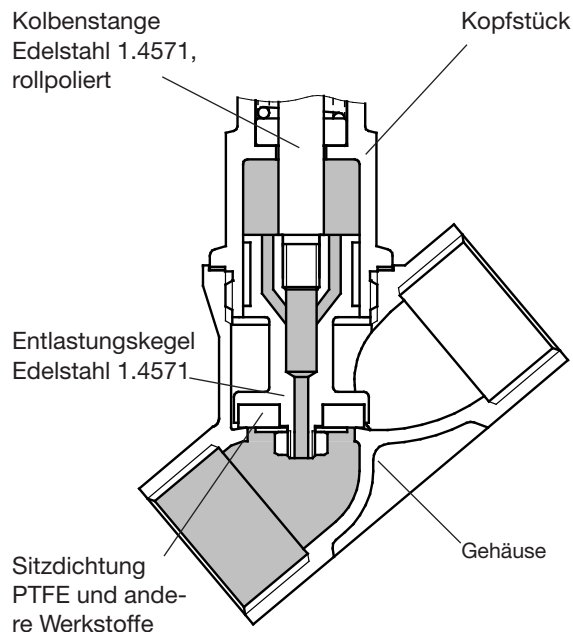 Kolbenstange
Edelstahl 1.4571,
rollpoliert
Kopfstück
Entlastungskegel
Edelstahl 1.4571
Gehäuse
Sitzdichtung
PTFE und ande-
re Werkstoffe